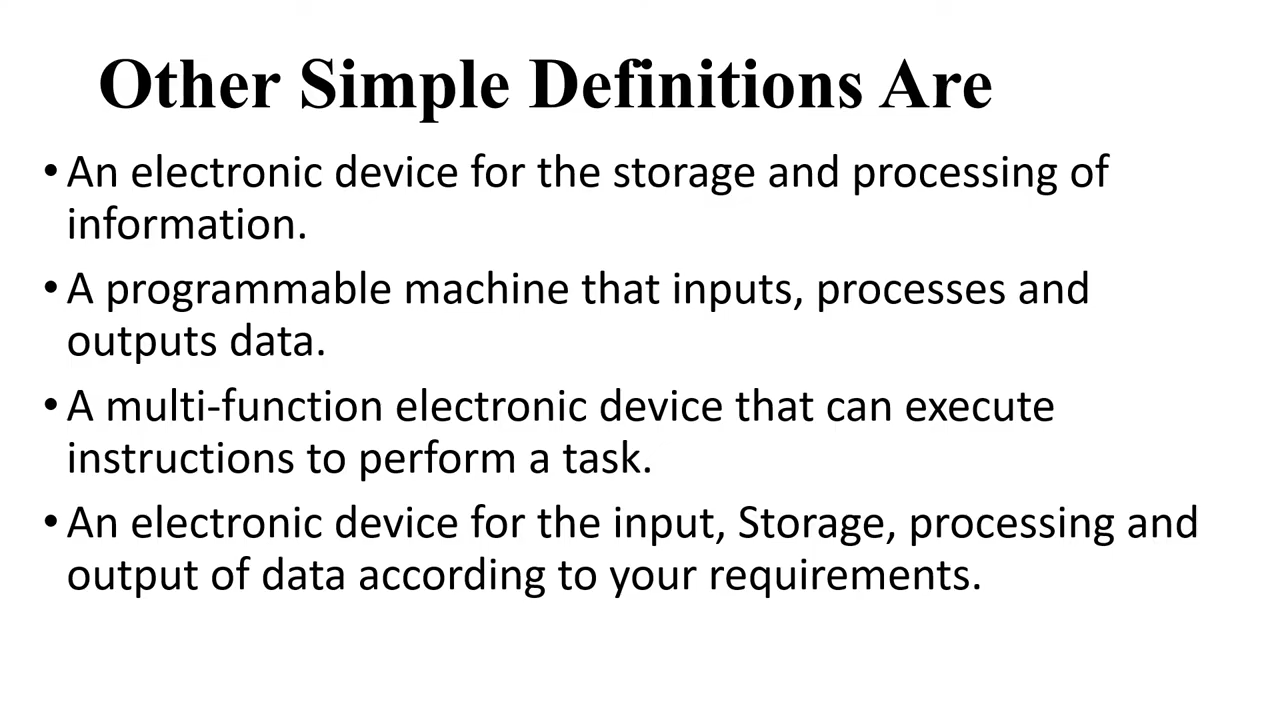 Other Simple Definitions Are
• An electronic device for the storage and processing of
information.
• A programmable machine that inputs, processes and
outputs data.
• A multi-function electronic device that can execute
instructions to perform a task.
• An electronic device for the input, Storage, processing and
output of data according to your requirements.